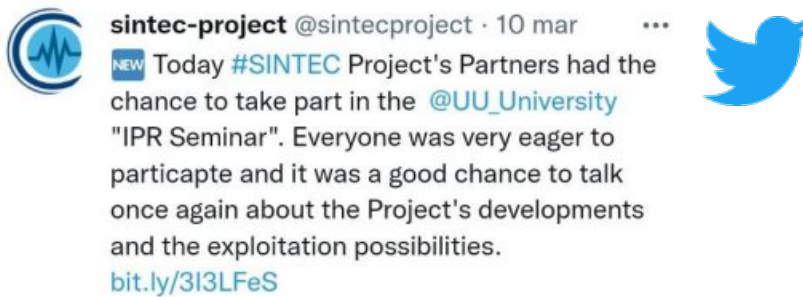 sintec-project @sintecproject · 10 mar ...
NEW Today #SINTEC Project's Partners had the
chance to take part in the @UU_University
"IPR Seminar". Everyone was very eager to
particapte and it was a good chance to talk
once again about the Project's developments
and the exploitation possibilities.
bit.ly/3I3LFeS